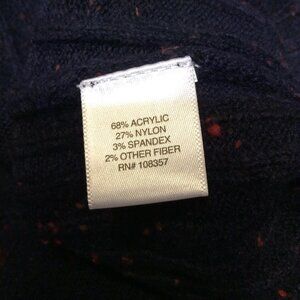 68% ACRYLIC
27% NYLON
3% SPANDEX
2% OTHER FIBER
RN# 108357